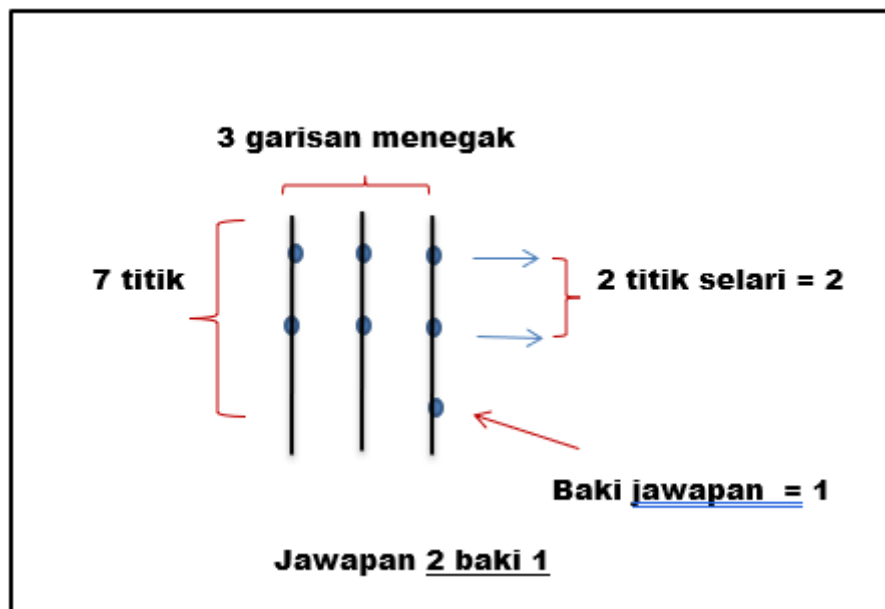 3 garisan menegak
7 titik
2 titik selari = 2
Baki jawapan = 1
Jawapan 2 baki 1